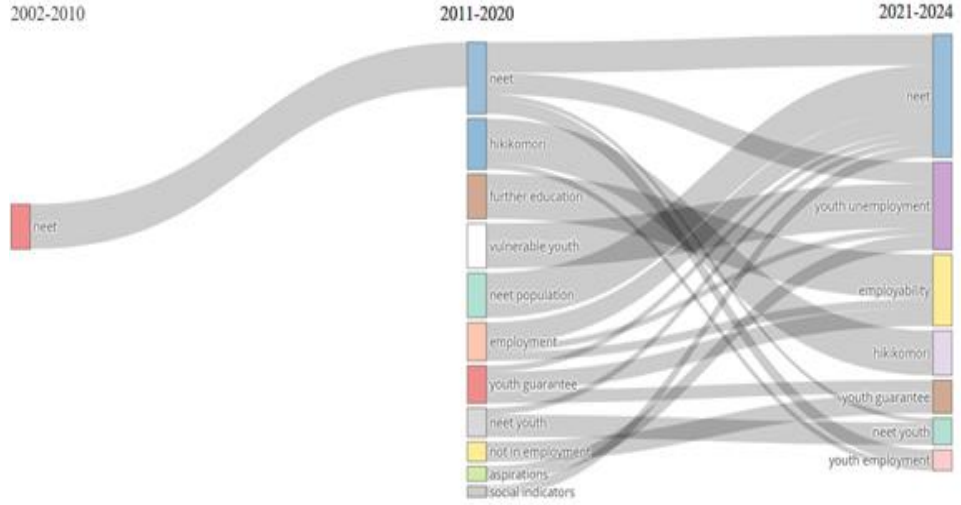 2002-2010
2011-2020
2021-2024
neet
neet
hikikomori
further education
vulnerable youth
neet population
employment
youth guarantee
neet youth
not in employment
aspirations
social indicators
neet
youth unemployment
employability
hikikomori
youth guarantee
neet youth
youth employment